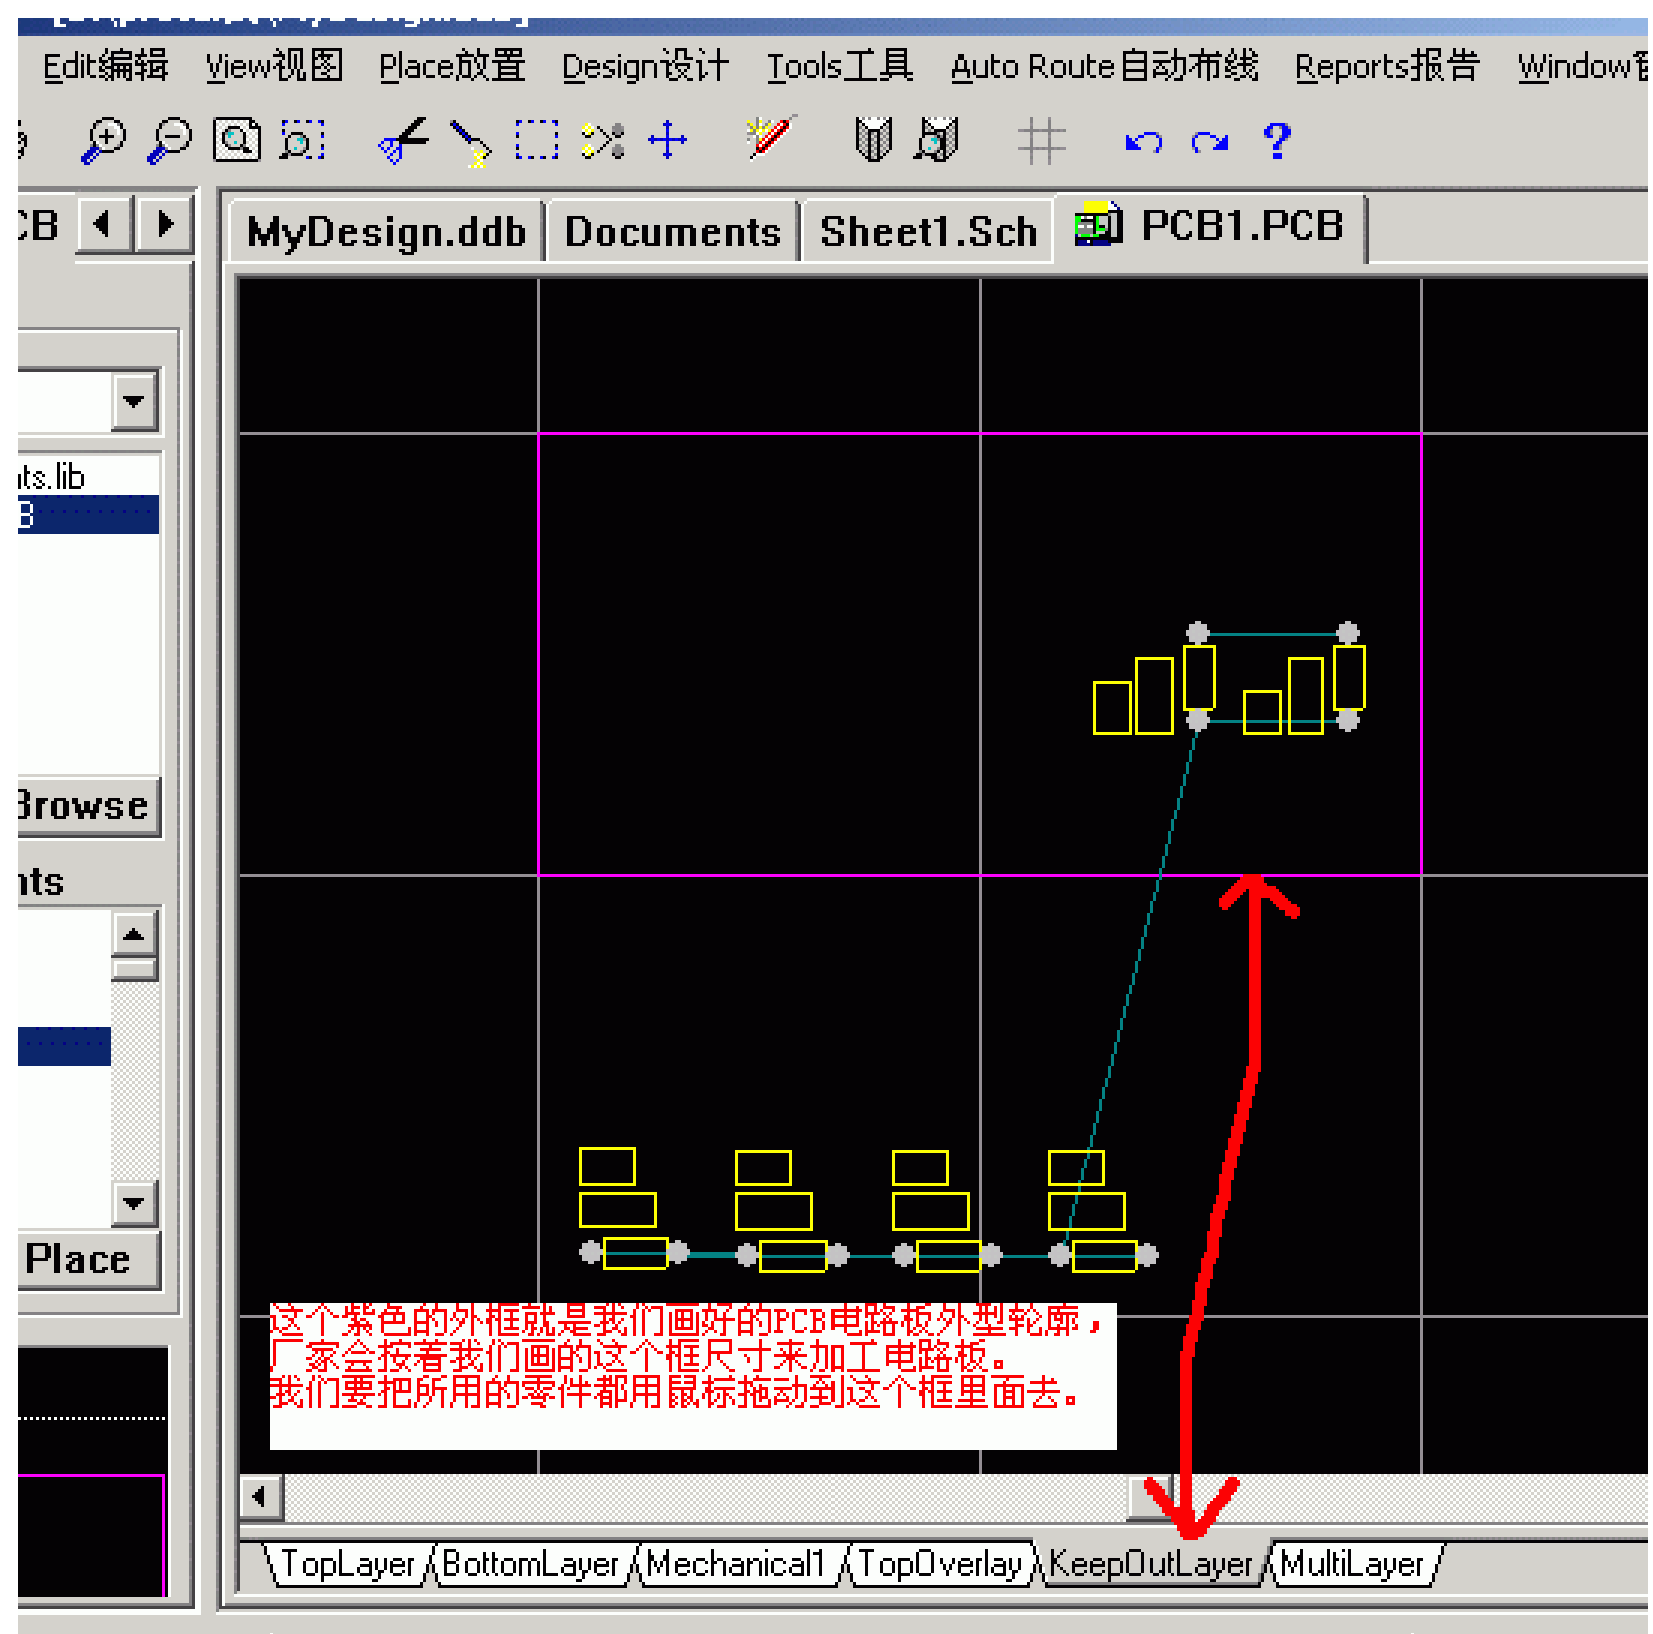 Edit编辑 View视图 Place放置 Design设计 Tools工具 Auto Route自动布线 Reports报告 Window
CB MyDesign.ddb Documents Sheet1.Sch PCB1.PCB
nts.lib
B
Browse
nts
Place
这个紫色的外框就是我们画好的PCB电路板外型轮廓，
厂家会按着我们画的这个框尺寸来加工电路板。
我们要把所用的零件都用鼠标拖动到这个框里面去。
TopLayer BottomLayer Mechanical1 TopOverlay KeepOutLayer MultiLayer